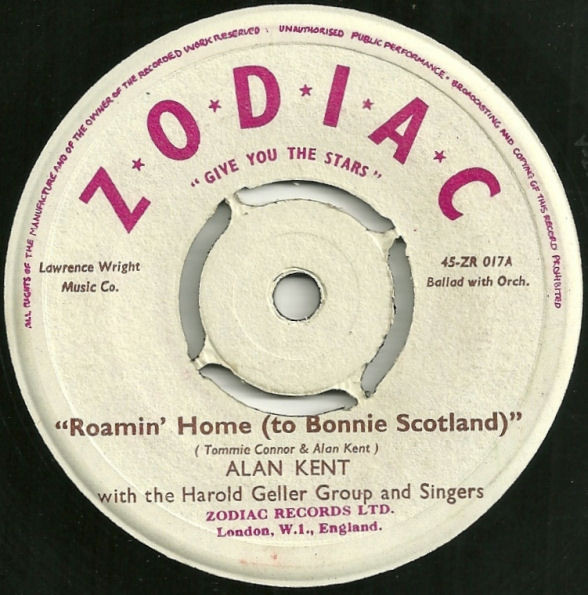 ALL RIGHTS OF THE MANUFACTURE AND OF THE OWNER OF THE RECORDED WORK RESERVED. UNAUTHORISED PUBLIC PERFORMANCE • BROADCASTING AND COPYING OF THIS RECORD PROHIBITED
Z★O★D★I★A★C
"GIVE YOU THE STARS"
Lawrence Wright
Music Co.
45-ZR 017A
Ballad with Orch.
"Roamin' Home (to Bonnie Scotland)"
( Tommie Connor & Alan Kent )
ALAN KENT
with the Harold Geller Group and Singers
ZODIAC RECORDS LTD.
London, W.1., England.